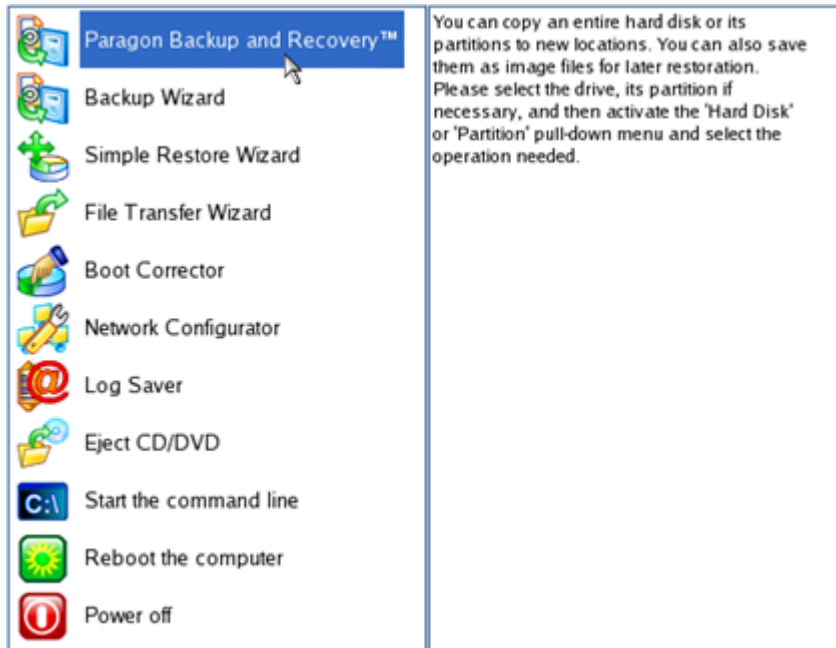 Paragon Backup and Recovery™
Backup Wizard
Simple Restore Wizard
File Transfer Wizard
Boot Corrector
Network Configurator
@
Log Saver
Eject CD/DVD
C:\
Start the command line
Reboot the computer
Power off
You can copy an entire hard disk or its
partitions to new locations. You can also save
them as image files for later restoration.
Please select the drive, its partition if
necessary, and then activate the 'Hard Disk'
or 'Partition' pull-down menu and select the
operation needed.